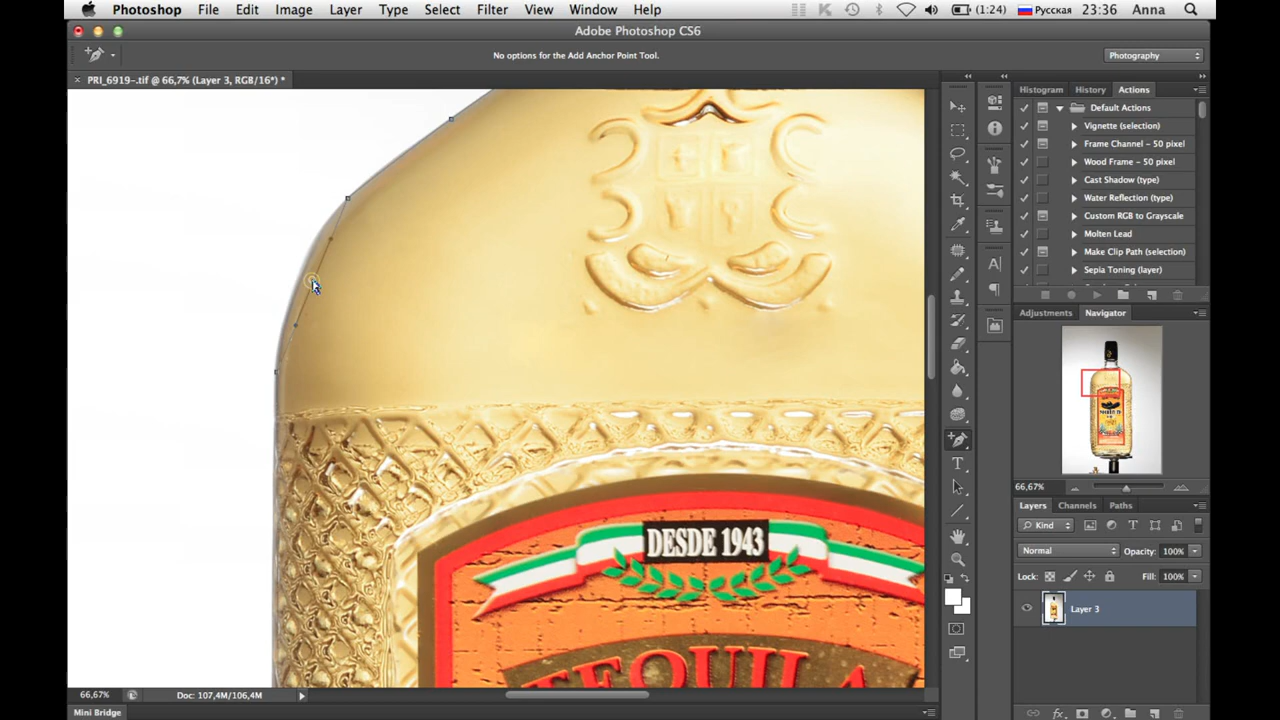 Photoshop File Edit Image Layer Type Select Filter View Window Help (1:24) Русская 23:36 Anna
Adobe Photoshop CS6
No options for the Add Anchor Point Tool.
Photography
PRI_6919-.tif @ 66,7% (Layer 3, RGB/16*) *
Histogram History Actions
Default Actions
Vignette (selection)
Frame Channel - 50 pixel
Wood Frame - 50 pixel
Cast Shadow (type)
Water Reflection (type)
Custom RGB to Grayscale
Molten Lead
Make Clip Path (selection)
Sepia Toning (layer)
Adjustments Navigator
66,67%
Layers Channels Paths
Kind
Normal Opacity: 100%
Lock: Fill: 100%
Layer 3
DESDE 1943
TEQUILA
66,67% Doc: 107,4M/106,4M
Mini Bridge